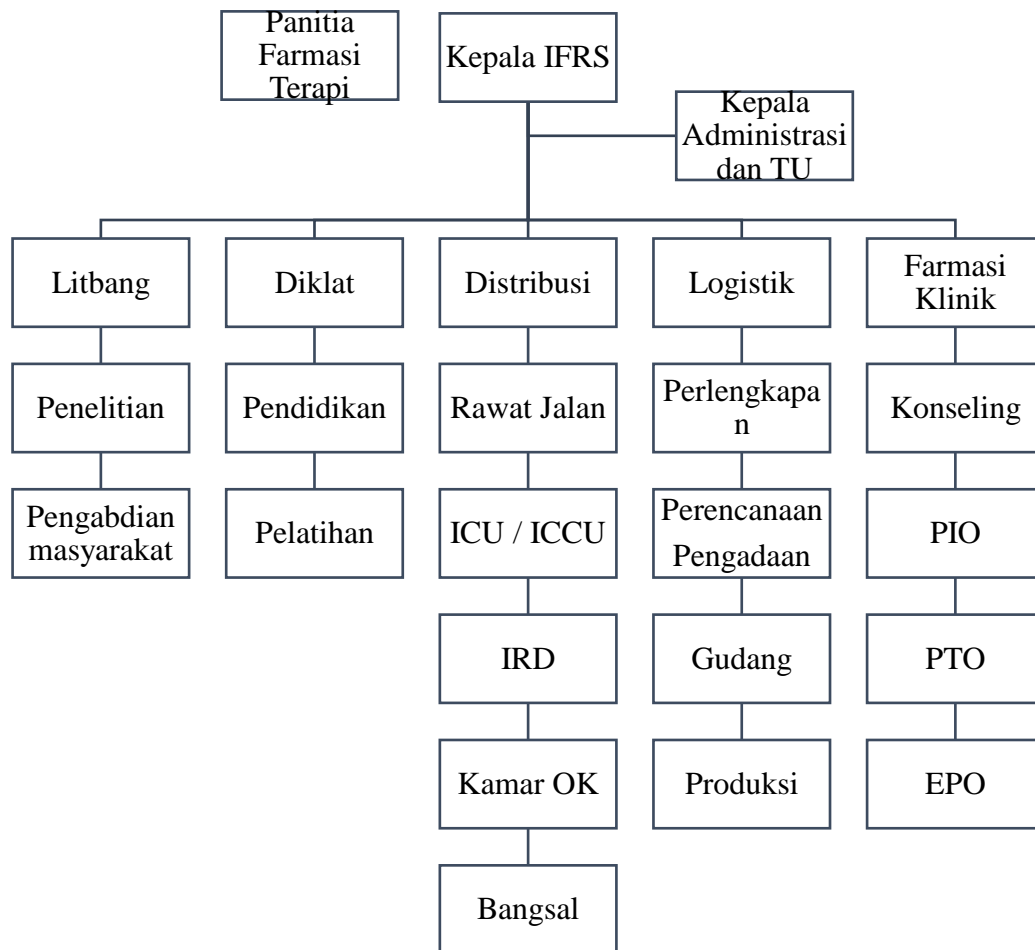 Panitia
Farmasi
Terapi
Kepala IFRS
Kepala
Administrasi
dan TU
Litbang
Diklat
Distribusi
Logistik
Farmasi
Klinik
Penelitian
Pendidikan
Rawat Jalan
Perlengkapa
n
Konseling
Pengabdian
masyarakat
Pelatihan
ICU / ICCU
Perencanaan
Pengadaan
PIO
IRD
Gudang
PTO
Kamar OK
Produksi
EPO
Bangsal